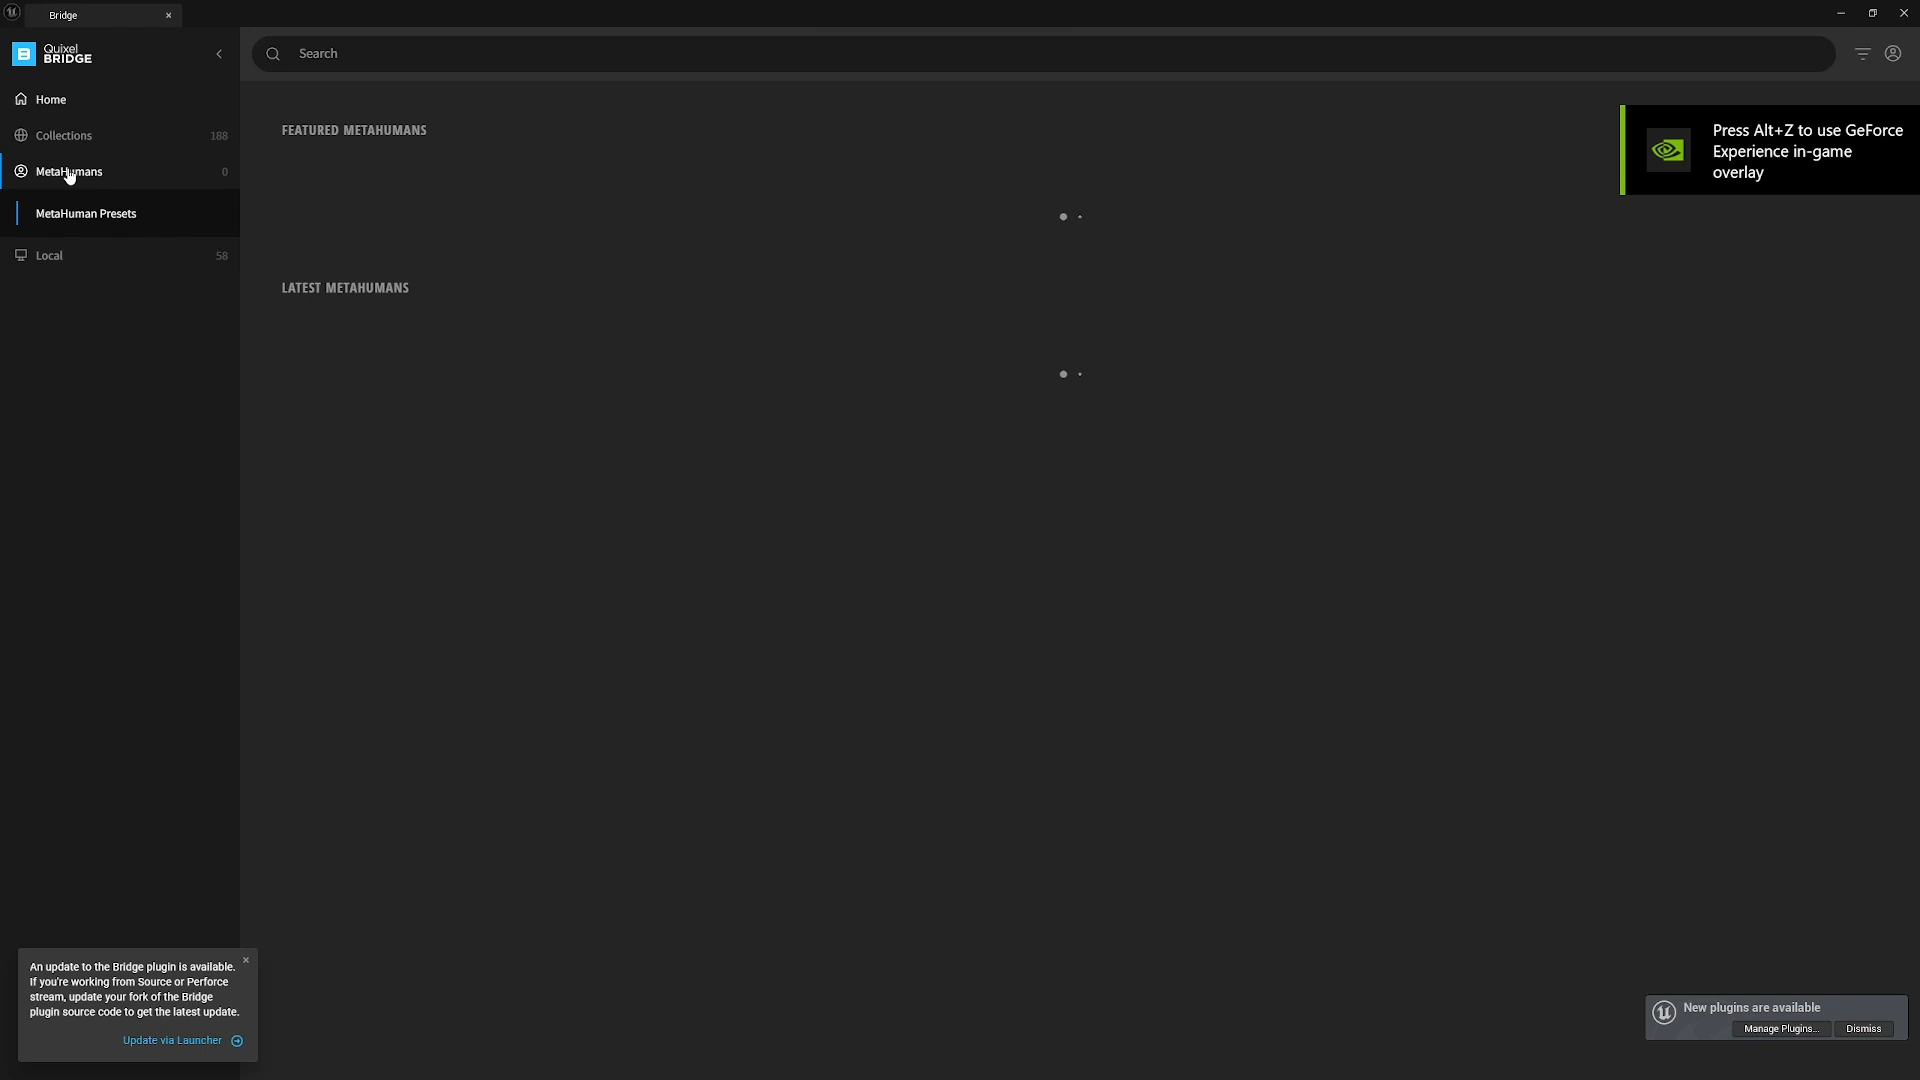 Bridge
Quixel
BRIDGE
Search
Home
Collections 188
MetaHumans 0
MetaHuman Presets
Local 58
FEATURED METAHUMANS
LATEST METAHUMANS
Press Alt+Z to use GeForce
Experience in-game
overlay
An update to the Bridge plugin is available.
If you're working from Source or Perforce
stream, update your fork of the Bridge
plugin source code to get the latest update.
Update via Launcher
New plugins are available
Manage Plugins...
Dismiss